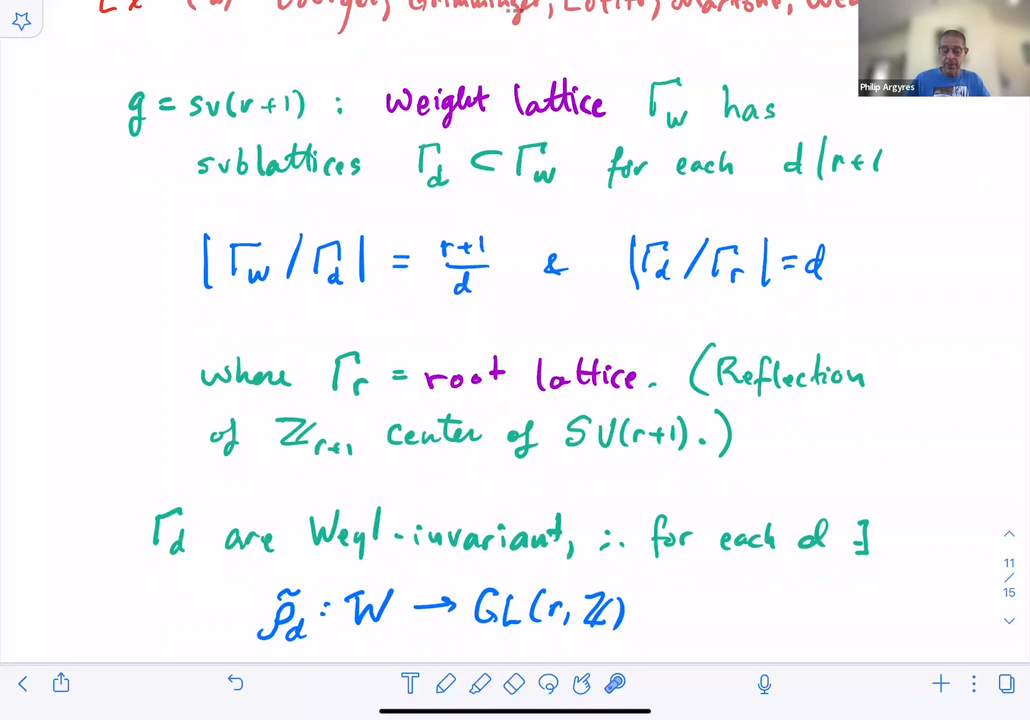 Philip Argyres
g = su(r+1) : weight lattice Γ_w has
sublattices Γ_d ⊂ Γ_w for each d | r+1
|Γ_w / Γ_d| = (r+1)/d & |Γ_d / Γ_r| = d
where Γ_r = root lattice. (Reflection
of ℤ_{r+1} center of SU(r+1).)
Γ_d are Weyl-invariant, ∴ for each d ∃
ρ̃_d : W → GL(r, ℤ)
11
/
15
T